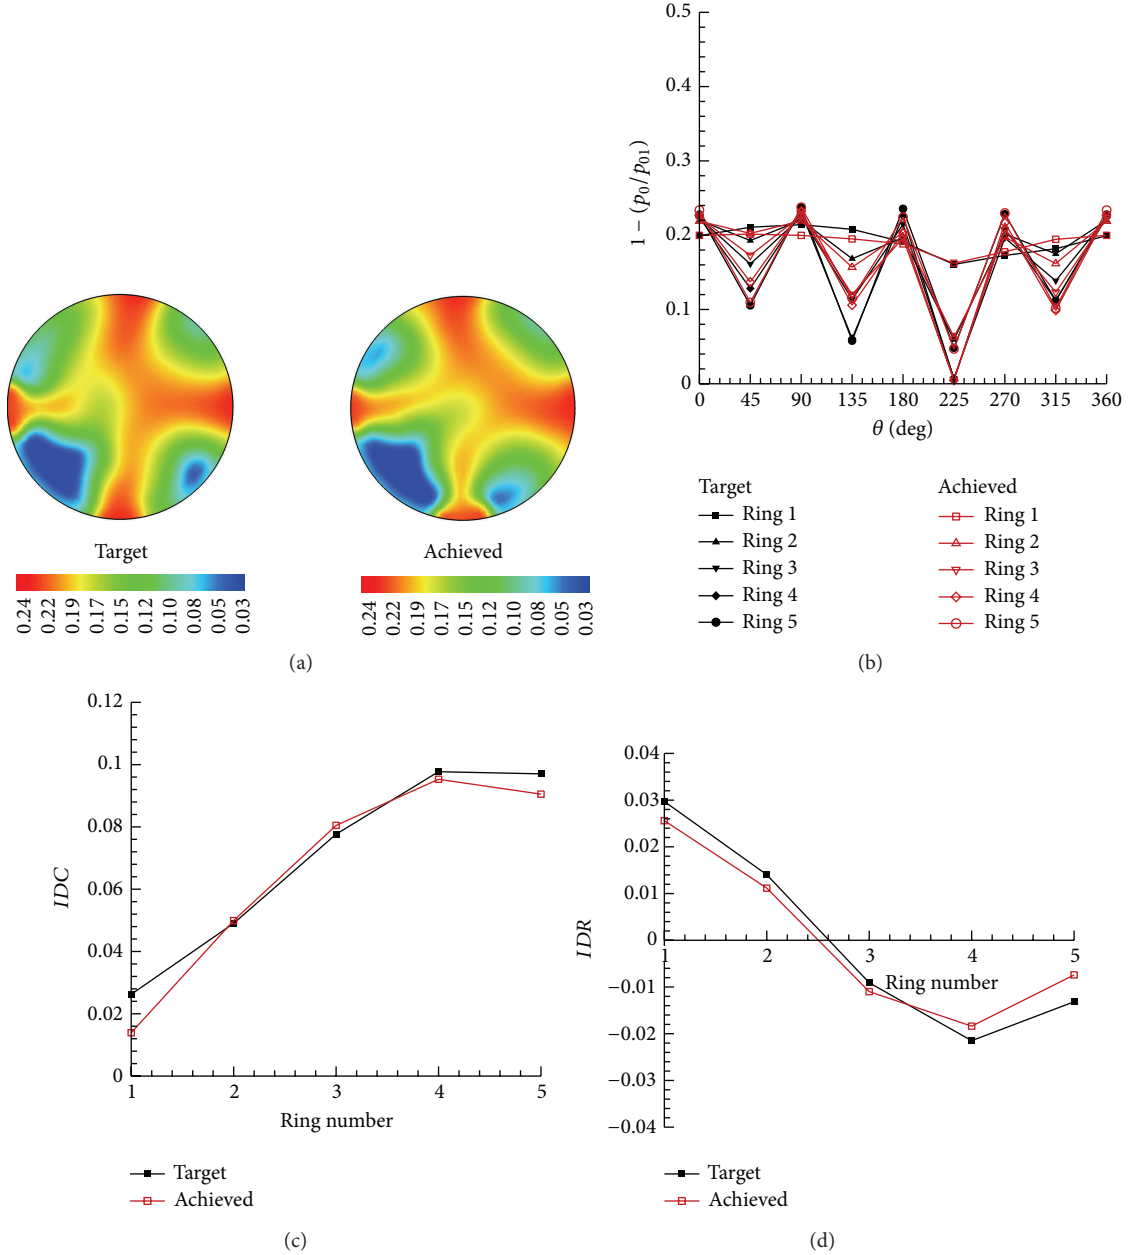 Target
Achieved
0.24 0.22 0.19 0.17 0.15 0.12 0.10 0.08 0.05 0.03
0.24 0.22 0.19 0.17 0.15 0.12 0.10 0.08 0.05 0.03
(a)
0.5
0.4
0.3
0.2
0.1
0
1 − (p0/p01)
0 45 90 135 180 225 270 315 360
θ (deg)
Target
Ring 1
Ring 2
Ring 3
Ring 4
Ring 5
Achieved
Ring 1
Ring 2
Ring 3
Ring 4
Ring 5
(b)
0.12
0.1
0.08
0.06
0.04
0.02
0
IDC
1 2 3 4 5
Ring number
Target
Achieved
(c)
0.04
0.03
0.02
0.01
0
−0.01
−0.02
−0.03
−0.04
IDR
1 2 3 4 5
Ring number
Target
Achieved
(d)